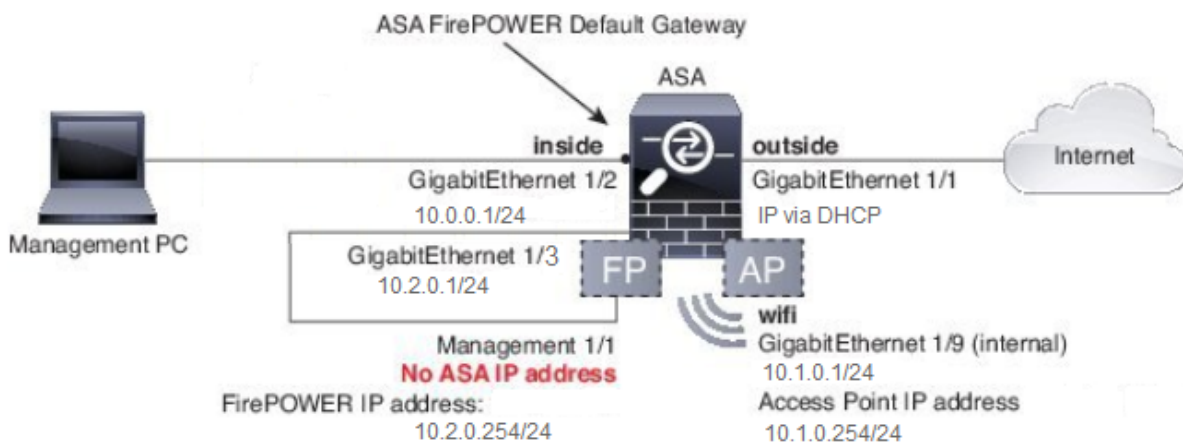 ASA FirePOWER Default Gateway
ASA
inside
outside
Internet
GigabitEthernet 1/2
GigabitEthernet 1/1
10.0.0.1/24
IP via DHCP
Management PC
GigabitEthernet 1/3
10.2.0.1/24
FP
AP
wifi
Management 1/1
GigabitEthernet 1/9 (internal)
No ASA IP address
10.1.0.1/24
FirePOWER IP address:
Access Point IP address
10.2.0.254/24
10.1.0.254/24